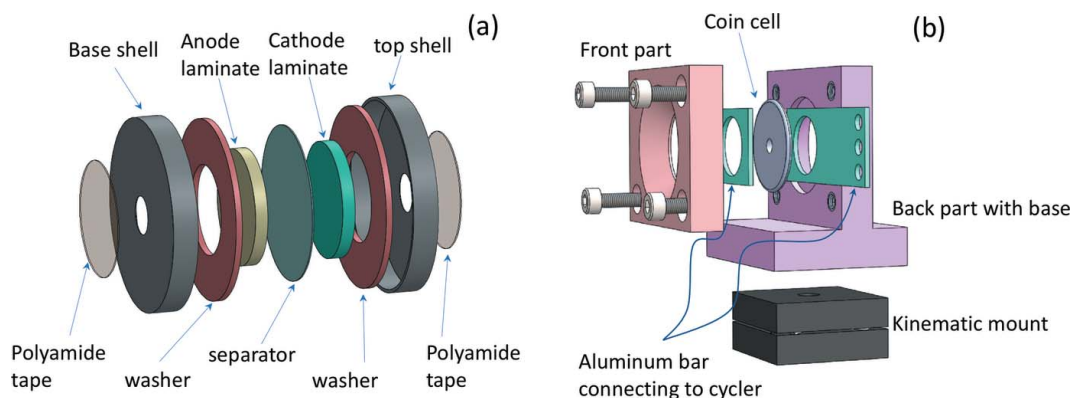 (a)
Base shell
Anode
laminate
Cathode
laminate
top shell
Polyamide
tape
washer
separator
washer
Polyamide
tape
(b)
Coin cell
Front part
Back part with base
Kinematic mount
Aluminum bar
connecting to cycler